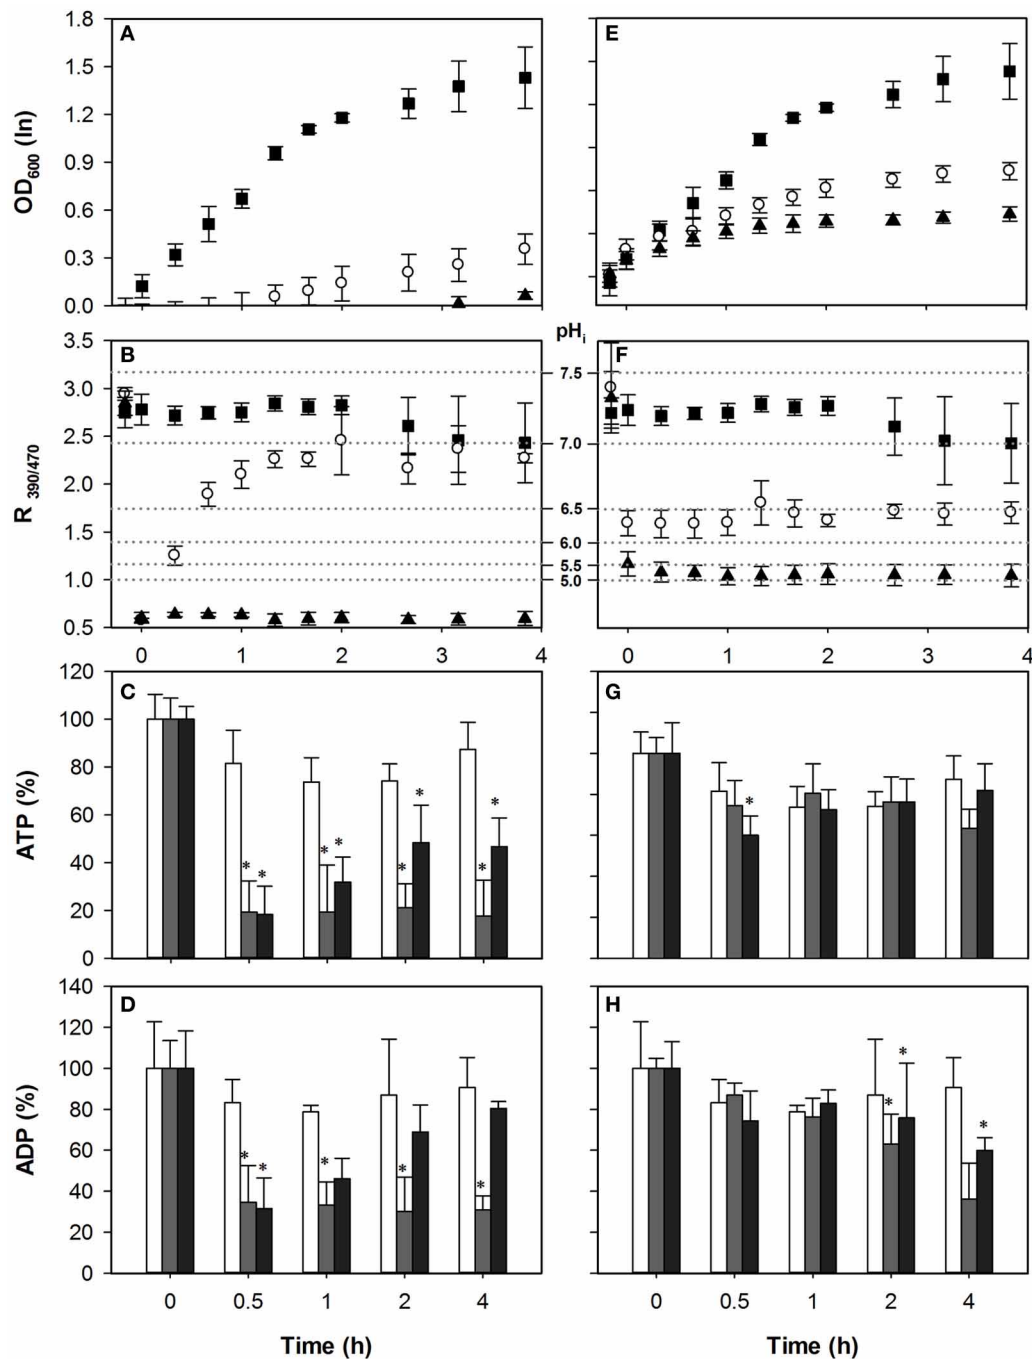 A
E
1.8
1.5
1.2
0.9
0.6
0.3
0.0
OD600 (ln)
pHi
B
F
3.5
3.0
2.5
2.0
1.5
1.0
0.5
R 390/470
7.5
7.0
6.5
6.0
5.5
5.0
0 1 2 3 4
0 1 2 3 4
C
G
120
100
80
60
40
20
0
ATP (%)
* * * * * * * *
*
D
H
140
120
100
80
60
40
20
0
ADP (%)
* * * * *
* * *
0 0.5 1 2 4
0 0.5 1 2 4
Time (h)
Time (h)